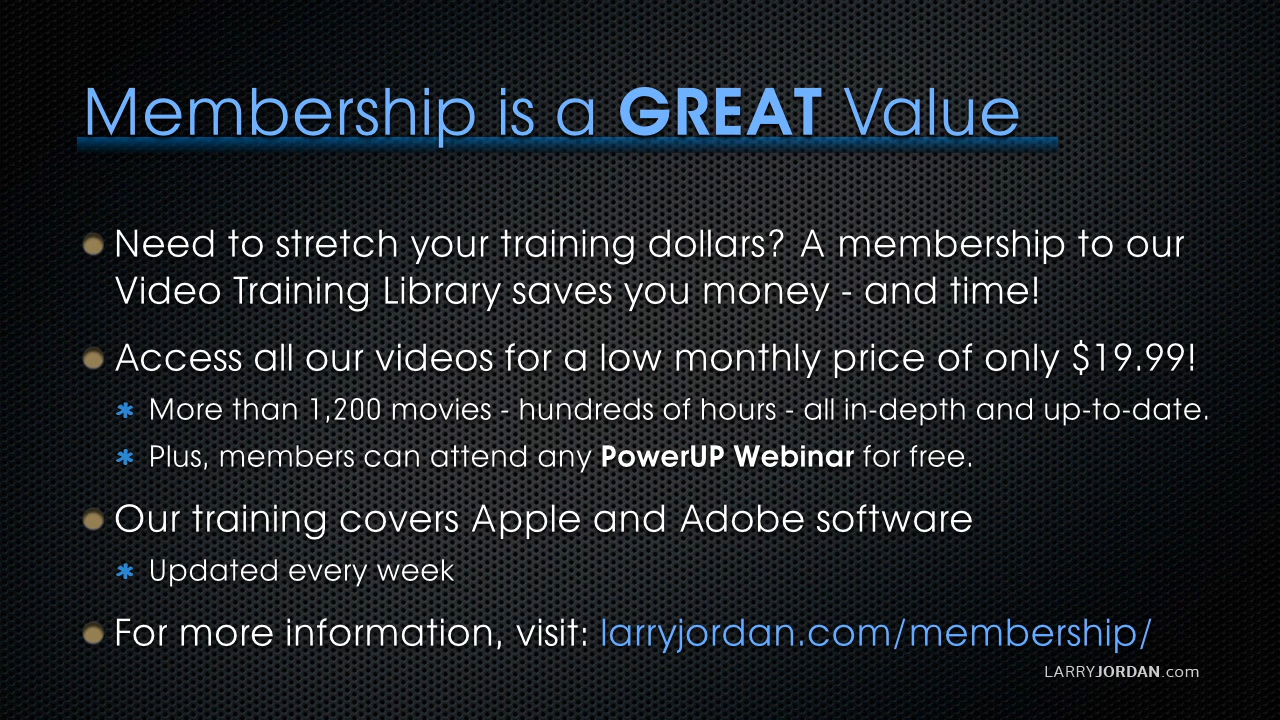 Membership is a GREAT Value
Need to stretch your training dollars? A membership to our
Video Training Library saves you money - and time!
Access all our videos for a low monthly price of only $19.99!
More than 1,200 movies - hundreds of hours - all in-depth and up-to-date.
Plus, members can attend any PowerUP Webinar for free.
Our training covers Apple and Adobe software
Updated every week
For more information, visit: larryjordan.com/membership/
LARRYJORDAN.com